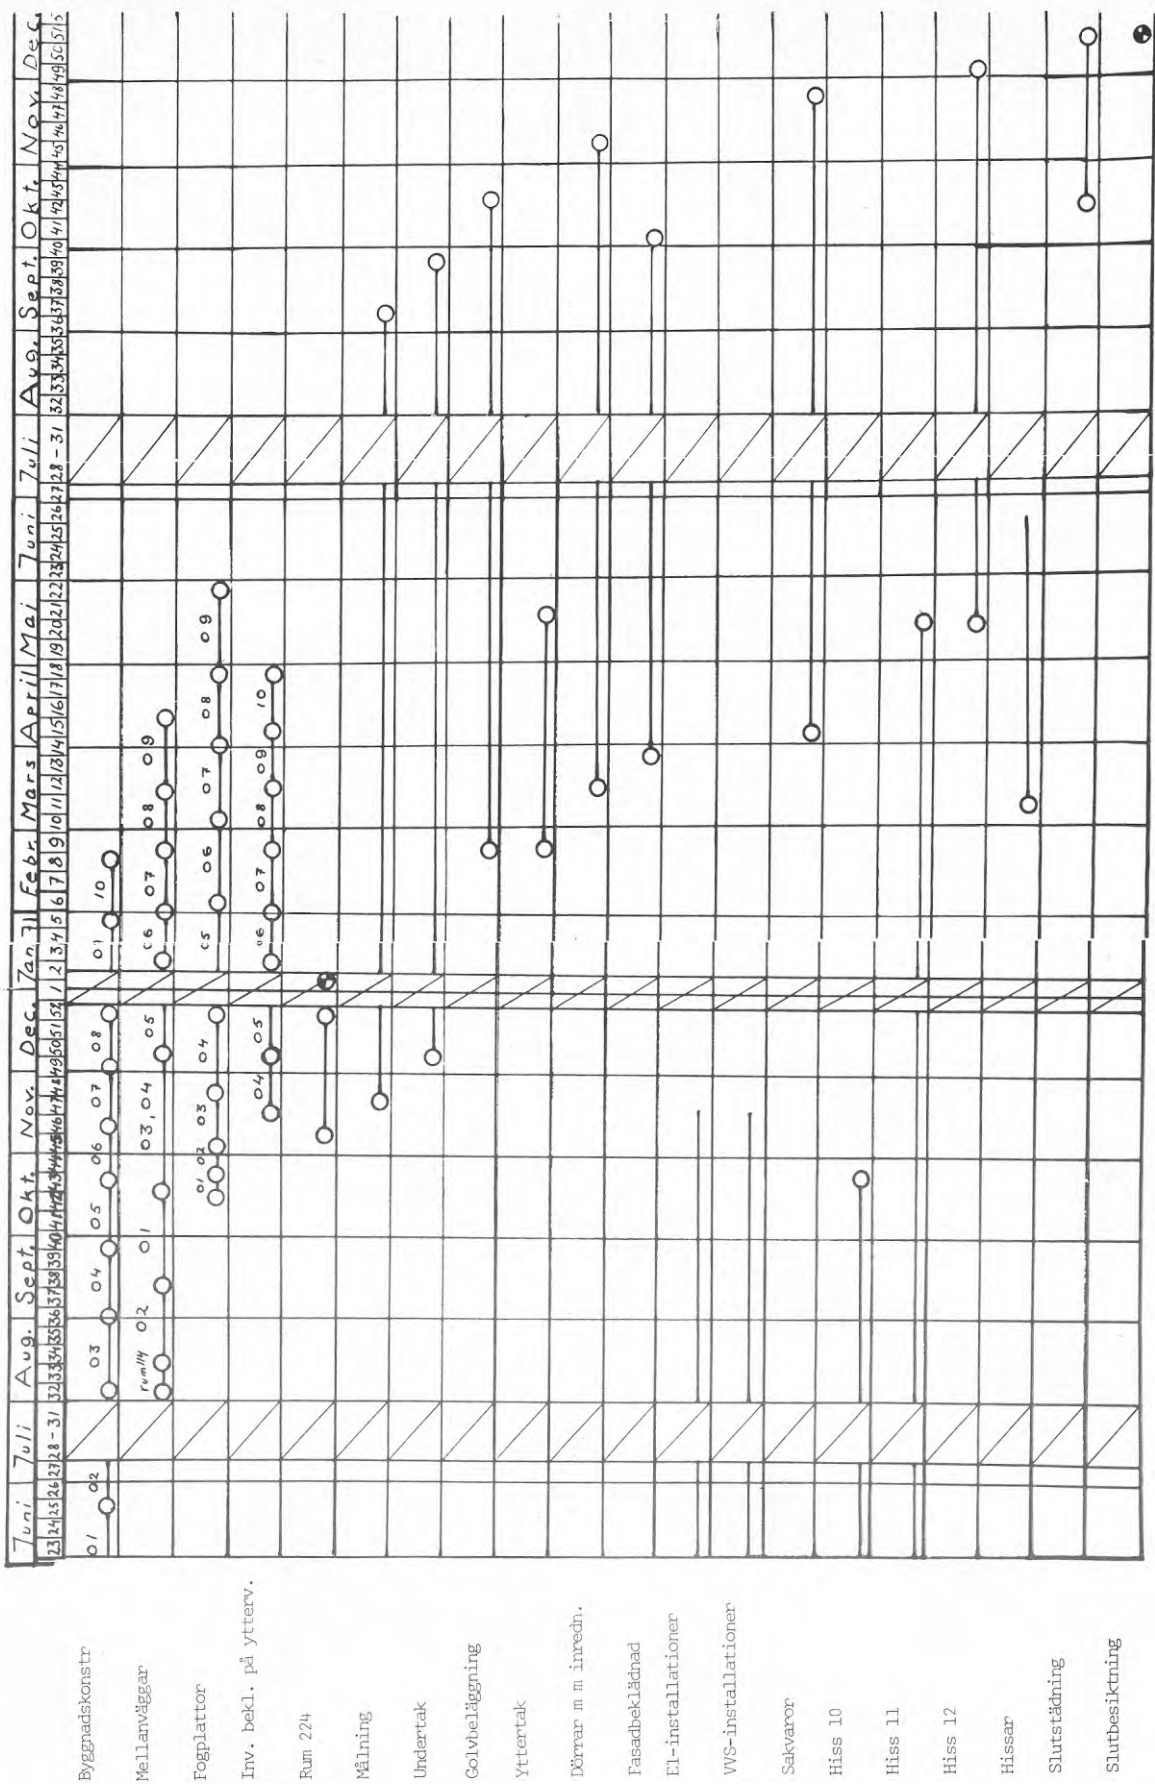 Juni Juli Aug. Sept. Okt. Nov. Dec. Jan 71 Febr. Mars April Maj Juni Juli Aug. Sept. Okt. Nov. Dec
23 24 25 26 27 28 - 31 32 33 34 35 36 37 38 39 40 41 42 43 44 45 46 47 48 49 50 51 52 1 2 3 4 5 6 7 8 9 10 11 12 13 14 15 16 17 18 19 20 21 22 23 24 25 26 27 28 - 31 32 33 34 35 36 37 38 39 40 41 42 43 44 45 46 47 48 49 50 51
Byggnadskonstr 01 02 03 04 05 06 07 08 10
Mellanväggar rum 114 02 01 03,04 05 06 07 08 09
Fogplattor 01 02 03 04 05 06 07 08 09
Inv. bekl. på ytterv. 04 05 06 07 08 09 10
Rum 224
Målning
Undertak
Golvbeläggning
Yttertak
Dörrar m m inredn.
Fasadbeklädnad
El-installationer
VVS-installationer
Sakvaror
Hiss 10
Hiss 11
Hiss 12
Hissar
Slutstädning
Slutbesiktning